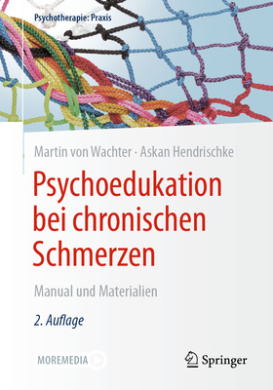 Psychotherapie: Praxis
Martin von Wachter · Askan Hendrischke
Psychoedukation
bei chronischen
Schmerzen
Manual und Materialien
2. Auflage
MOREMEDIA
Springer